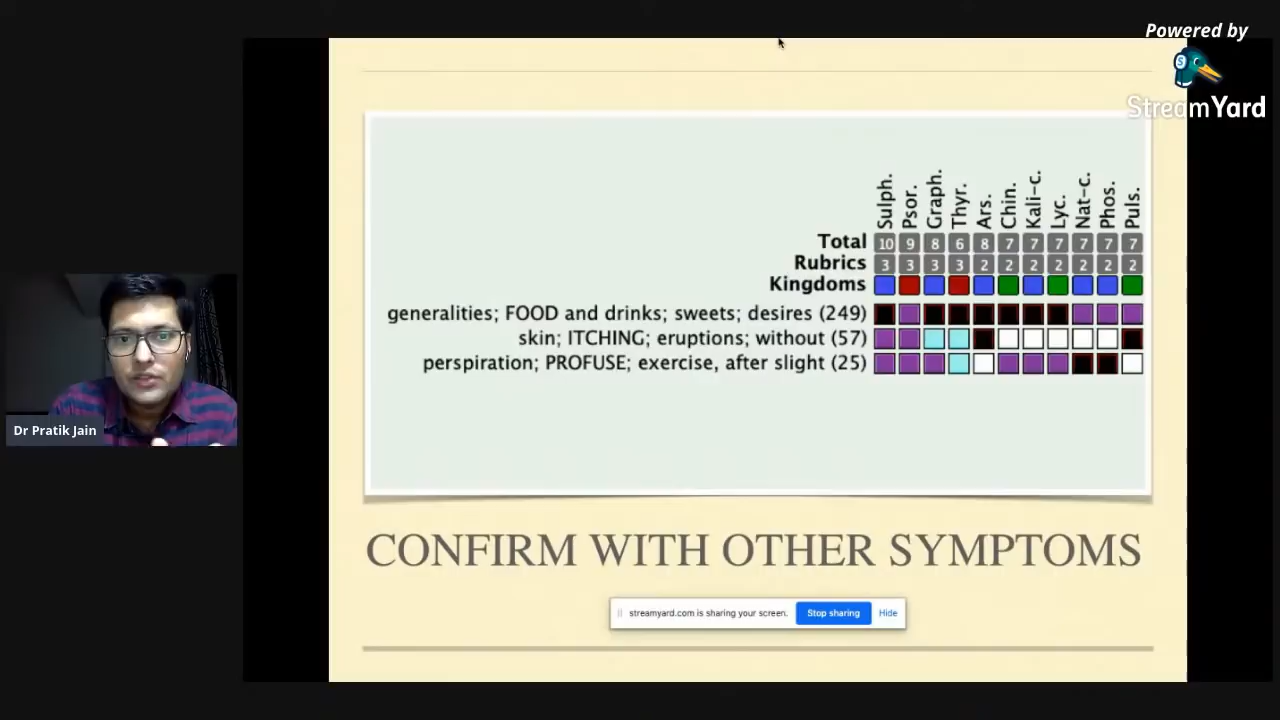 Powered by
StreamYard
Sulph. Psor. Graph. Thyr. Ars. Chin. Kali-c. Lyc. Nat-c. Phos. Puls.
Total 10 9 8 6 8 7 7 7 7 7 7
Rubrics 3 3 3 3 2 2 2 2 2 2 2
Kingdoms
generalities; FOOD and drinks; sweets; desires (249)
skin; ITCHING; eruptions; without (57)
perspiration; PROFUSE; exercise, after slight (25)
Dr Pratik Jain
CONFIRM WITH OTHER SYMPTOMS
streamyard.com is sharing your screen. Stop sharing Hide